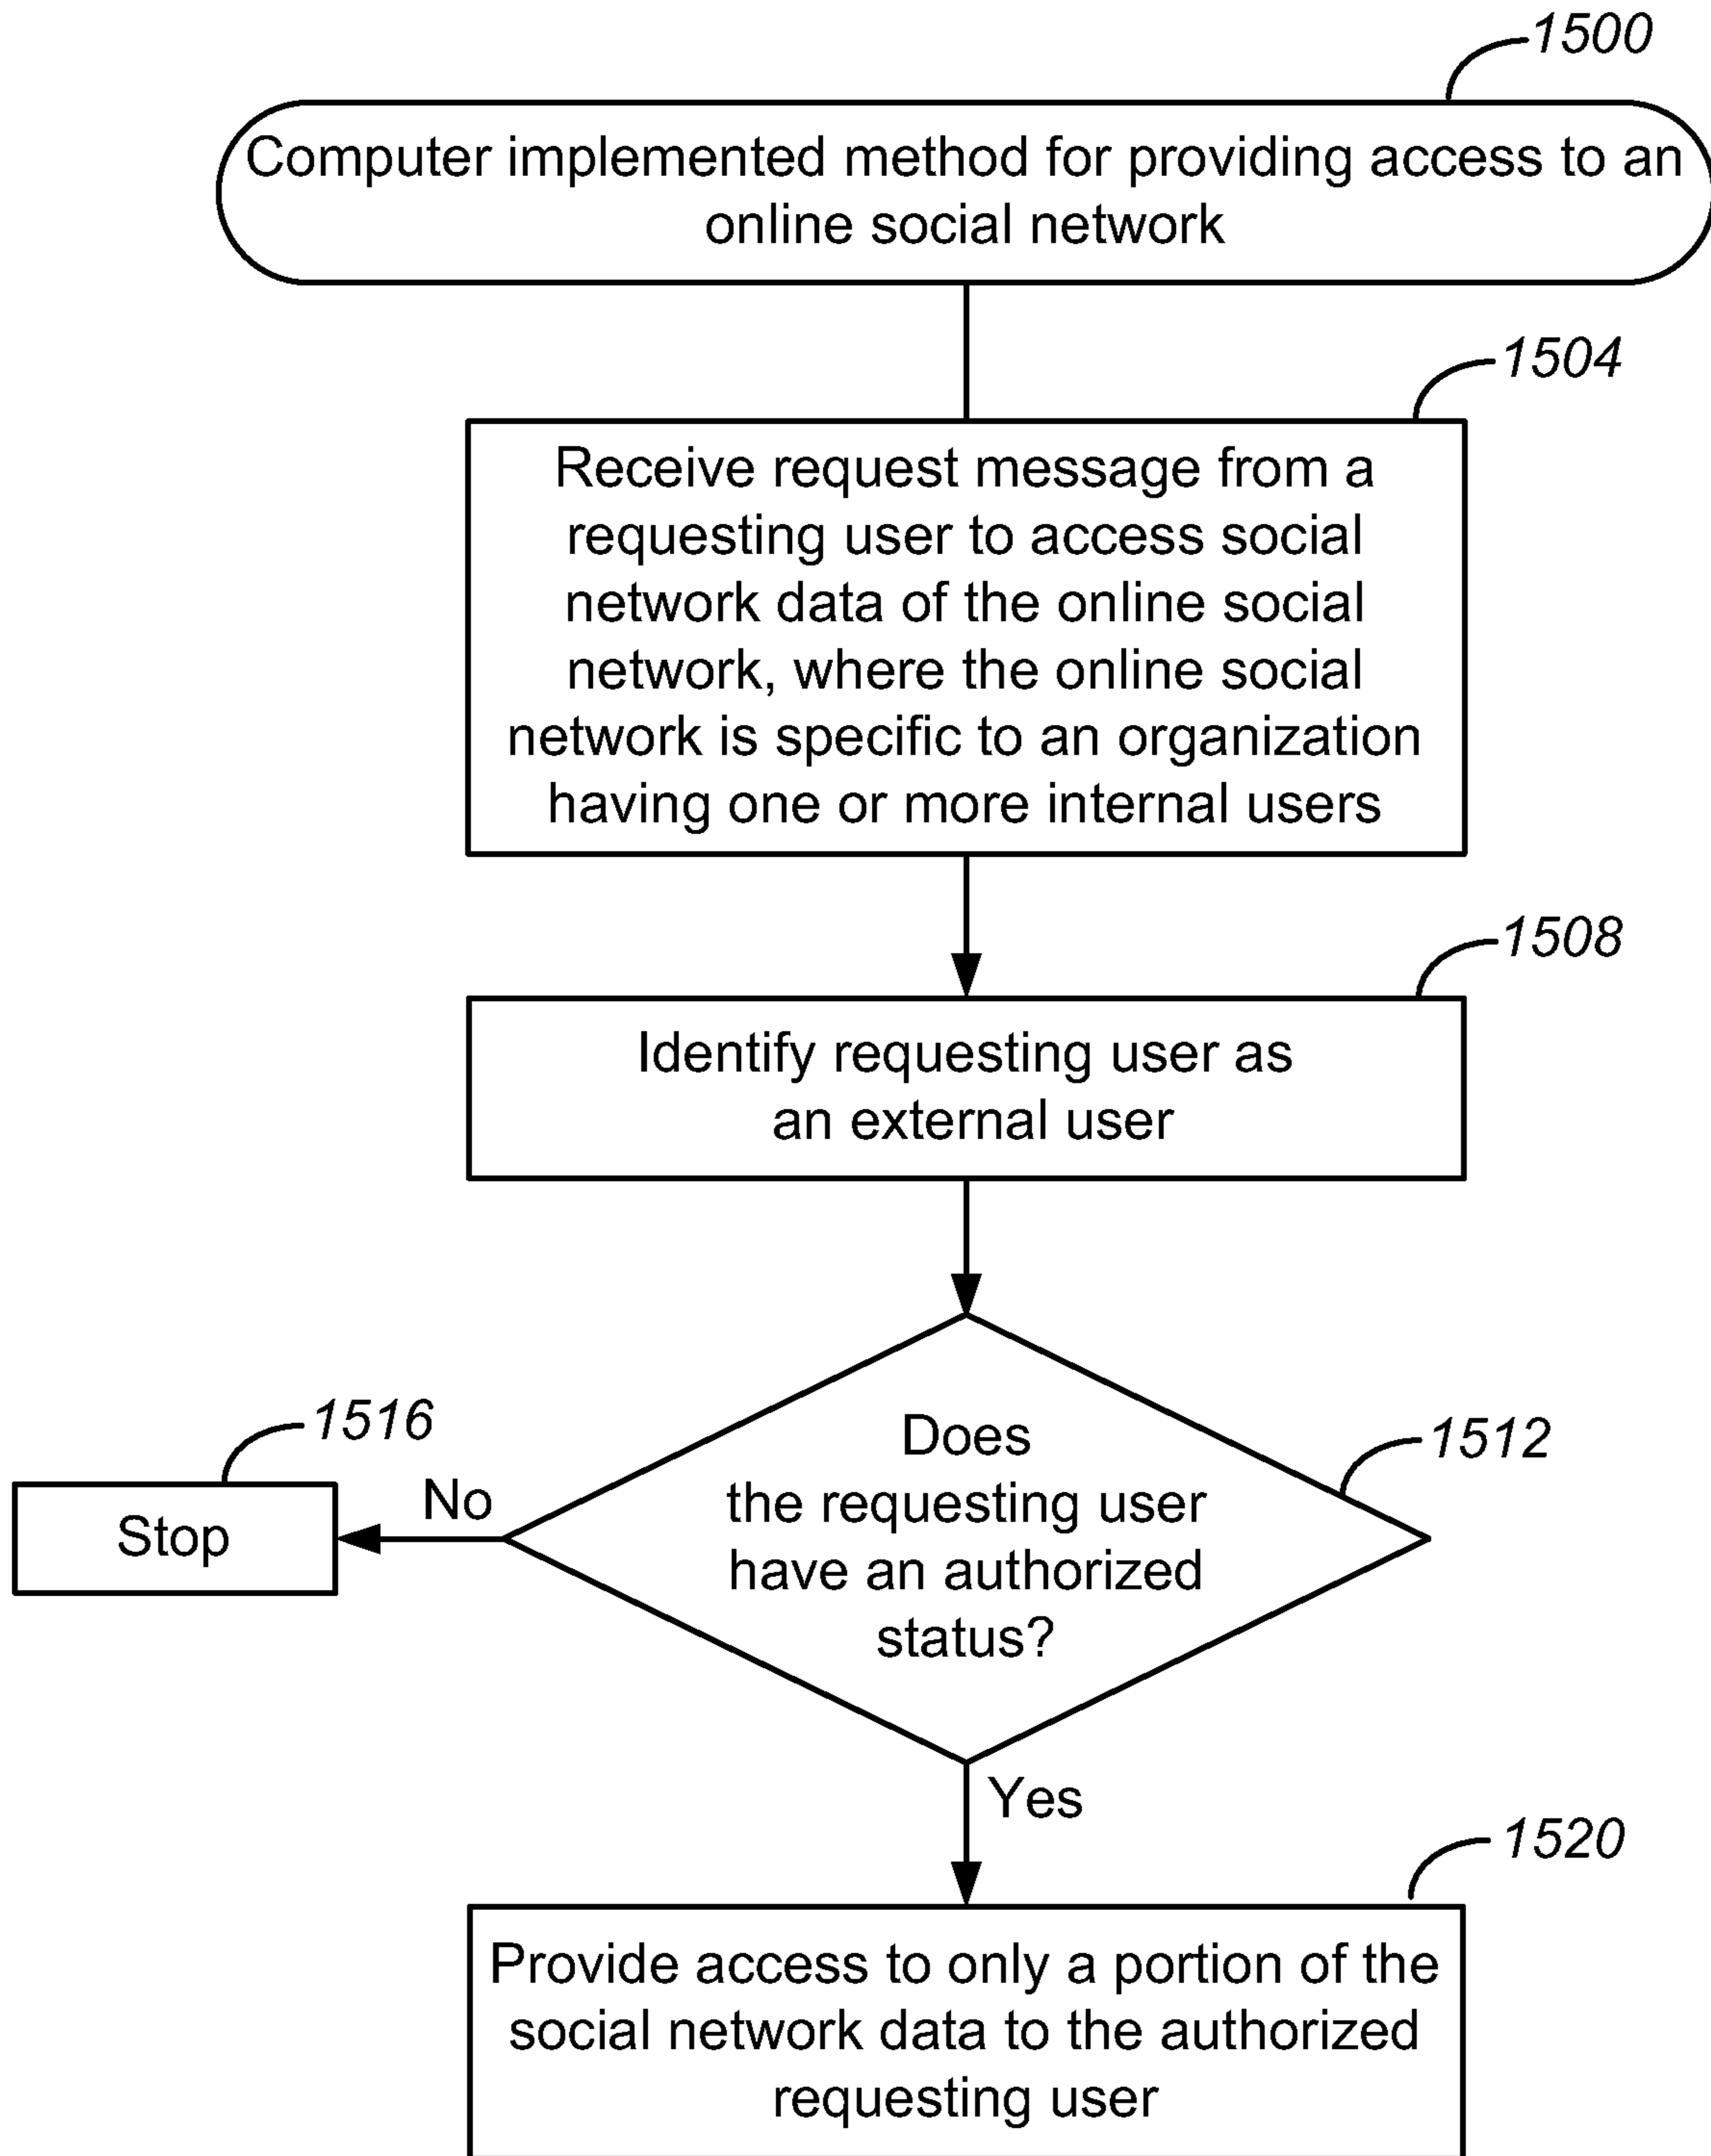 1500
Computer implemented method for providing access to an
online social network
1504
Receive request message from a
requesting user to access social
network data of the online social
network, where the online social
network is specific to an organization
having one or more internal users
1508
Identify requesting user as
an external user
1516
Stop
No
1512
Does
the requesting user
have an authorized
status?
Yes
1520
Provide access to only a portion of the
social network data to the authorized
requesting user